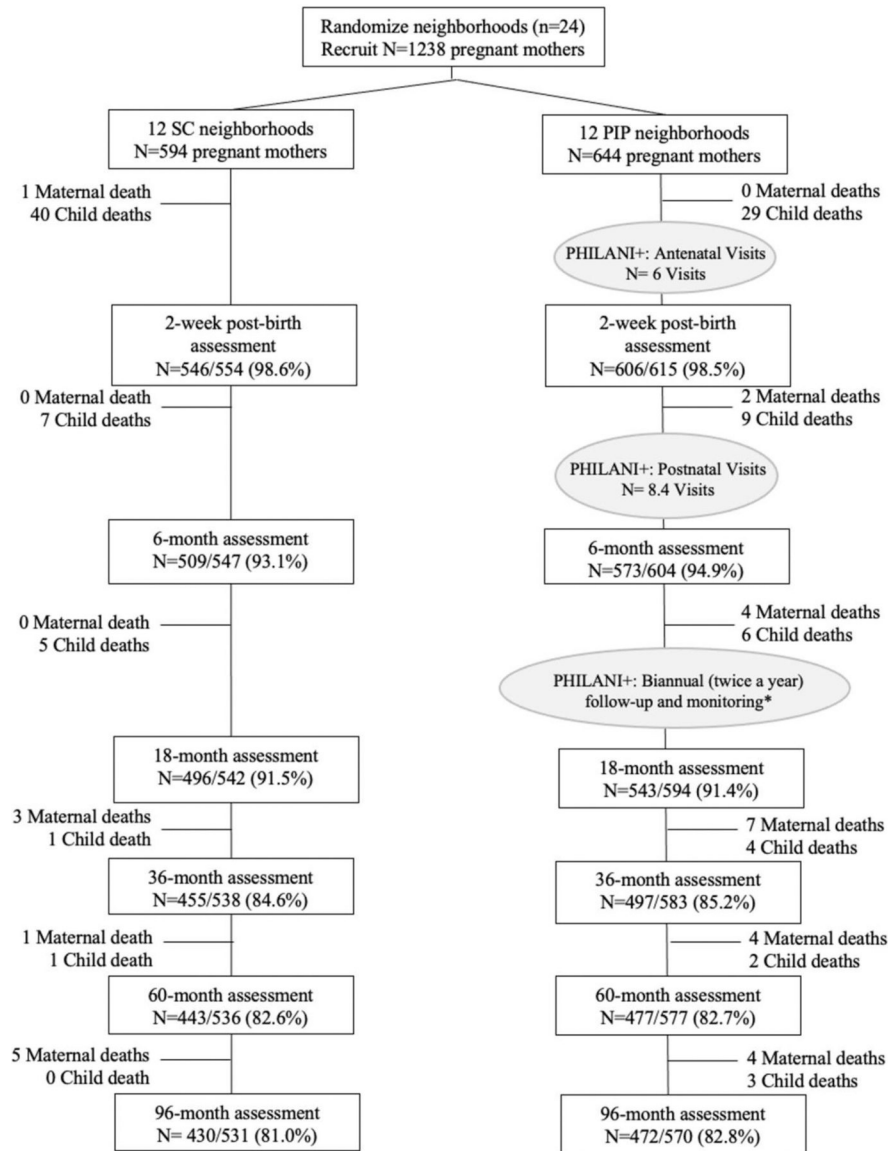 Randomize neighborhoods (n=24)
Recruit N=1238 pregnant mothers
12 SC neighborhoods
N=594 pregnant mothers
12 PIP neighborhoods
N=644 pregnant mothers
1 Maternal death
40 Child deaths
0 Maternal deaths
29 Child deaths
PHILANI+: Antenatal Visits
N= 6 Visits
2-week post-birth
assessment
N=546/554 (98.6%)
2-week post-birth
assessment
N=606/615 (98.5%)
0 Maternal death
7 Child deaths
2 Maternal deaths
9 Child deaths
PHILANI+: Postnatal Visits
N= 8.4 Visits
6-month assessment
N=509/547 (93.1%)
6-month assessment
N=573/604 (94.9%)
0 Maternal death
5 Child deaths
4 Maternal deaths
6 Child deaths
PHILANI+: Biannual (twice a year)
follow-up and monitoring*
18-month assessment
N=496/542 (91.5%)
18-month assessment
N=543/594 (91.4%)
3 Maternal deaths
1 Child death
7 Maternal deaths
4 Child deaths
36-month assessment
N=455/538 (84.6%)
36-month assessment
N=497/583 (85.2%)
1 Maternal death
1 Child death
4 Maternal deaths
2 Child deaths
60-month assessment
N=443/536 (82.6%)
60-month assessment
N=477/577 (82.7%)
5 Maternal deaths
0 Child death
4 Maternal deaths
3 Child deaths
96-month assessment
N= 430/531 (81.0%)
96-month assessment
N=472/570 (82.8%)